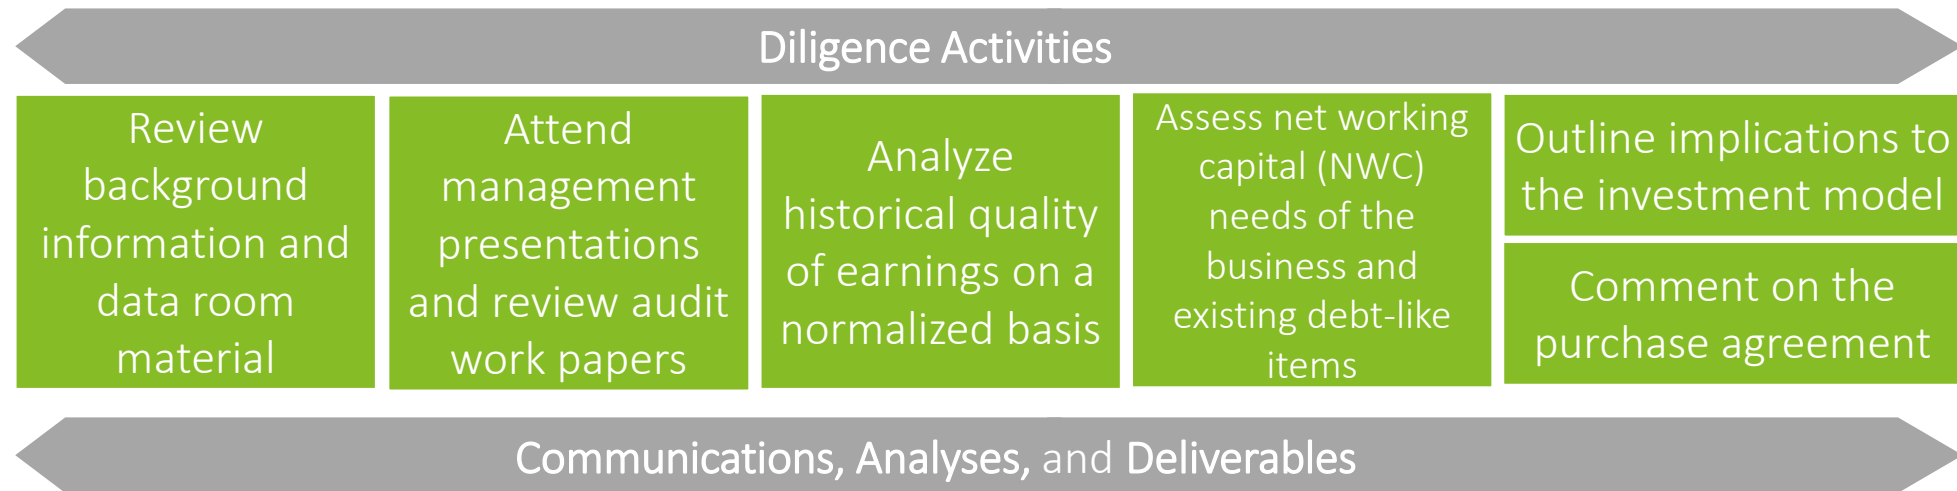 Diligence Activities
Review
background
information and
data room
material
Attend
management
presentations
and review audit
work papers
Analyze
historical quality
of earnings on a
normalized basis
Assess net working
capital (NWC)
needs of the
business and
existing debt-like
items
Outline implications to
the investment model
Comment on the
purchase agreement
Communications, Analyses, and Deliverables